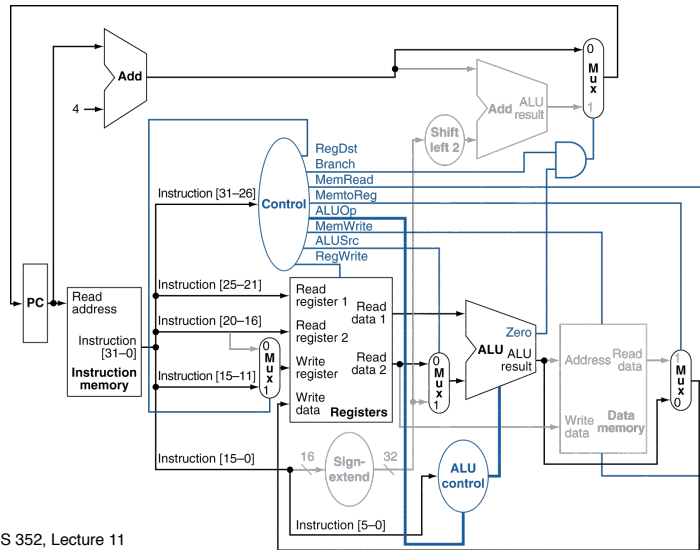 0
M
u
x
1
Add
4
Add
ALU
result
Shift
left 2
RegDst
Branch
MemRead
MemtoReg
ALUOp
MemWrite
ALUSrc
RegWrite
Instruction [31–26]
Control
PC
Read
address
Instruction
[31–0]
Instruction
memory
Instruction [25–21]
Instruction [20–16]
Instruction [15–11]
Instruction [15–0]
0
M
u
x
1
Read
register 1
Read
register 2
Write
register
Write
data
Read
data 1
Read
data 2
Registers
0
M
u
x
1
Zero
ALU
ALU
result
Address
Read
data
Write
data
Data
memory
1
M
u
x
0
16
Sign-
extend
32
ALU
control
Instruction [5–0]
S 352, Lecture 11